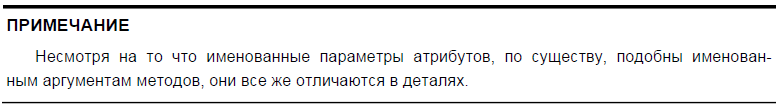 ПРИМЕЧАНИЕ
Несмотря на то что именованные параметры атрибутов, по существу, подобны именован-
ным аргументам методов, они все же отличаются в деталях.